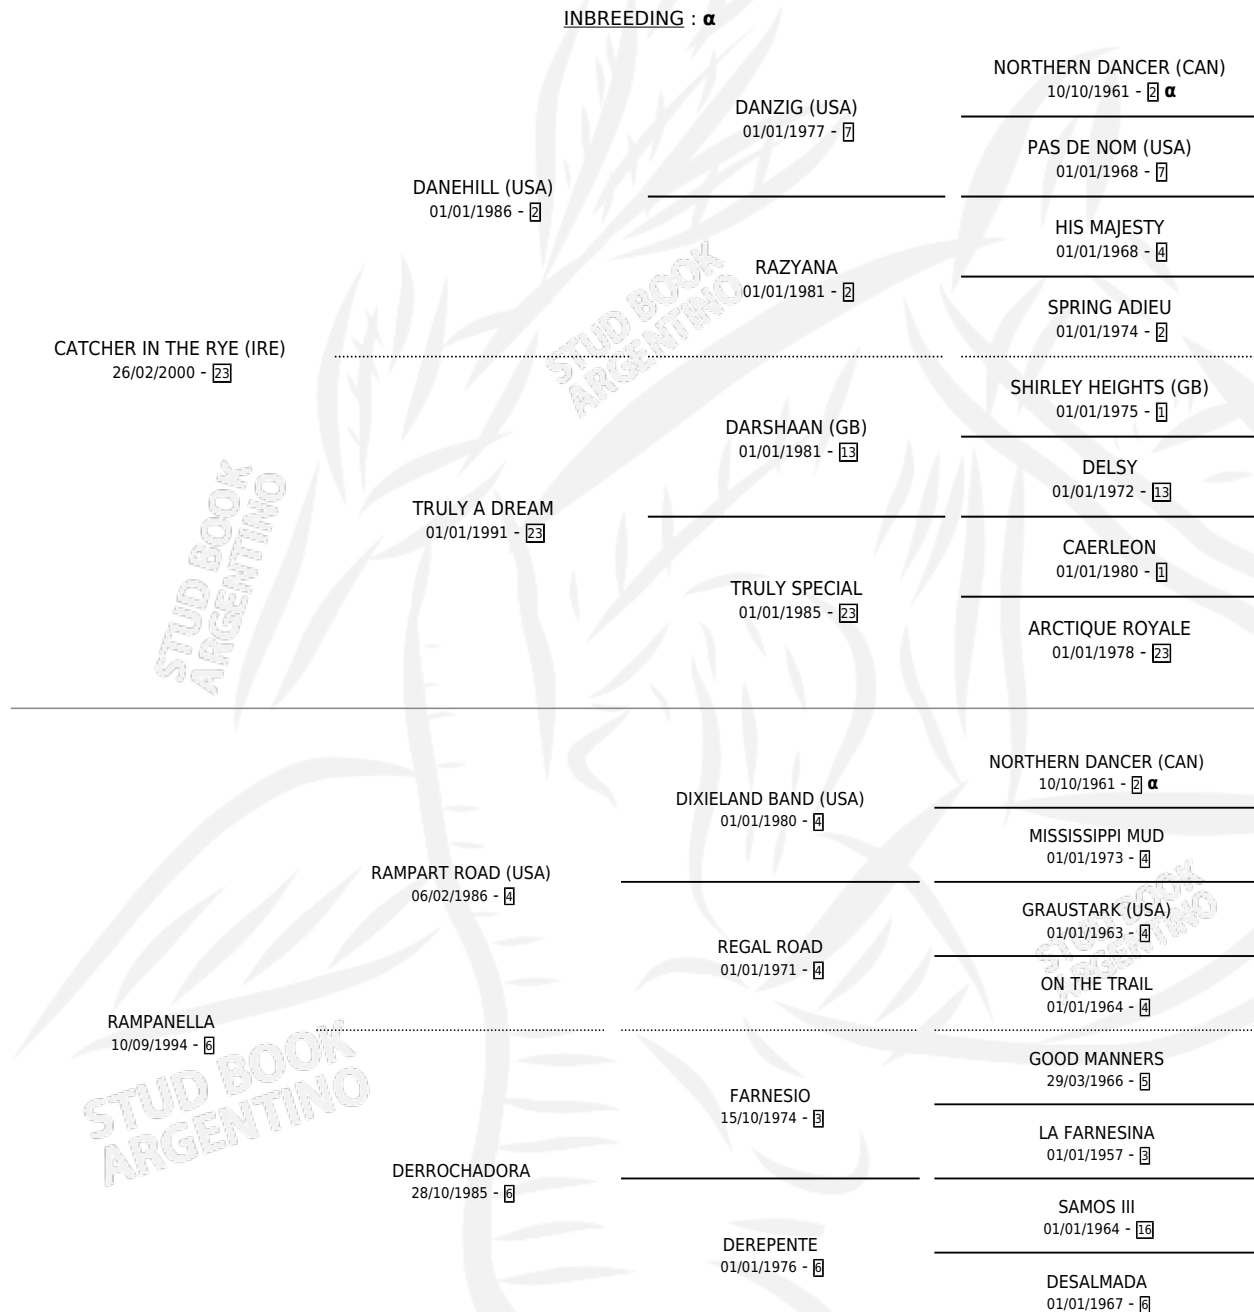 INBREEDING : α
NORTHERN DANCER (CAN)
10/10/1961 - 2 α
DANZIG (USA)
01/01/1977 - 7
PAS DE NOM (USA)
01/01/1968 - 7
DANEHILL (USA)
01/01/1986 - 2
HIS MAJESTY
01/01/1968 - 4
RAZYANA
01/01/1981 - 2
SPRING ADIEU
01/01/1974 - 2
CATCHER IN THE RYE (IRE)
26/02/2000 - 23
SHIRLEY HEIGHTS (GB)
01/01/1975 - 1
DARSHAAN (GB)
01/01/1981 - 13
DELSY
01/01/1972 - 13
TRULY A DREAM
01/01/1991 - 23
CAERLEON
01/01/1980 - 1
TRULY SPECIAL
01/01/1985 - 23
ARCTIQUE ROYALE
01/01/1978 - 23
NORTHERN DANCER (CAN)
10/10/1961 - 2 α
DIXIELAND BAND (USA)
01/01/1980 - 4
MISSISSIPPI MUD
01/01/1973 - 4
RAMPART ROAD (USA)
06/02/1986 - 4
GRAUSTARK (USA)
01/01/1963 - 4
REGAL ROAD
01/01/1971 - 4
ON THE TRAIL
01/01/1964 - 4
RAMPANELLA
10/09/1994 - 6
GOOD MANNERS
29/03/1966 - 5
FARNESIO
15/10/1974 - 3
LA FARNESINA
01/01/1957 - 3
DERROCHADORA
28/10/1985 - 6
SAMOS III
01/01/1964 - 16
DEREPENTE
01/01/1976 - 6
DESALMADA
01/01/1967 - 6
STUD BOOK
ARGENTINO
STUD BOOK
ARGENTINO
STUD BOOK
ARGENTINO
STUD BOOK
ARGENTINO